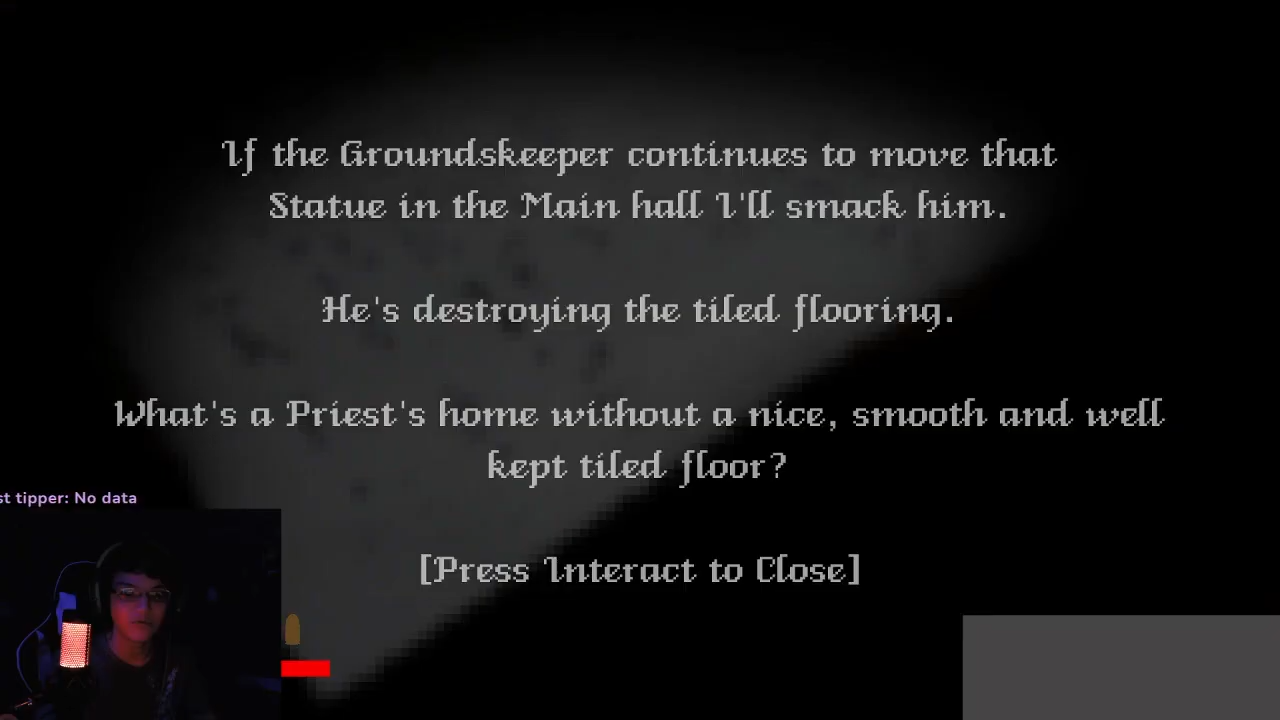 If the Groundskeeper continues to move that
Statue in the Main hall I'll smack him.
He's destroying the tiled flooring.
What's a Priest's home without a nice, smooth and well
kept tiled floor?
st tipper: No data
[Press Interact to Close]